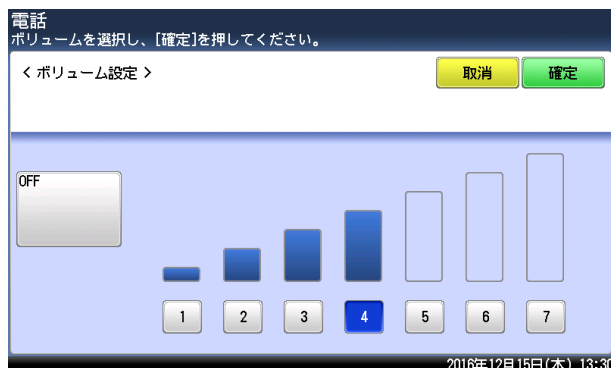 電話
ボリュームを選択し、[確定]を押してください。
< ボリューム設定 >
取消
確定
OFF
1 2 3 4 5 6 7
2016年12月15日(木) 13:30